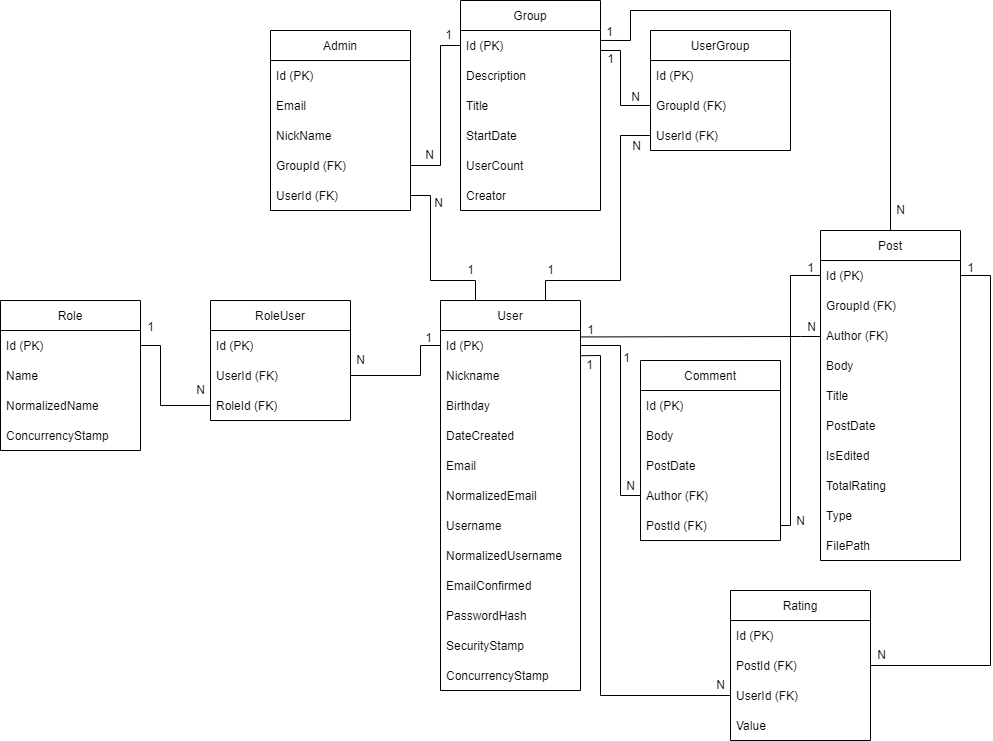 Group
Id (PK)
Description
Title
StartDate
UserCount
Creator
Admin
Id (PK)
Email
NickName
GroupId (FK)
UserId (FK)
UserGroup
Id (PK)
GroupId (FK)
UserId (FK)
1
N
N
1
1
1
N
N
1
N
Post
Id (PK)
GroupId (FK)
Author (FK)
Body
Title
PostDate
IsEdited
TotalRating
Type
FilePath
Role
Id (PK)
Name
NormalizedName
ConcurrencyStamp
1
N
RoleUser
Id (PK)
UserId (FK)
RoleId (FK)
N
1
User
Id (PK)
Nickname
Birthday
DateCreated
Email
NormalizedEmail
Username
NormalizedUsername
EmailConfirmed
PasswordHash
SecurityStamp
ConcurrencyStamp
1
N
1
1
N
N
1
1
Comment
Id (PK)
Body
PostDate
Author (FK)
PostId (FK)
N
N
Rating
Id (PK)
PostId (FK)
UserId (FK)
Value